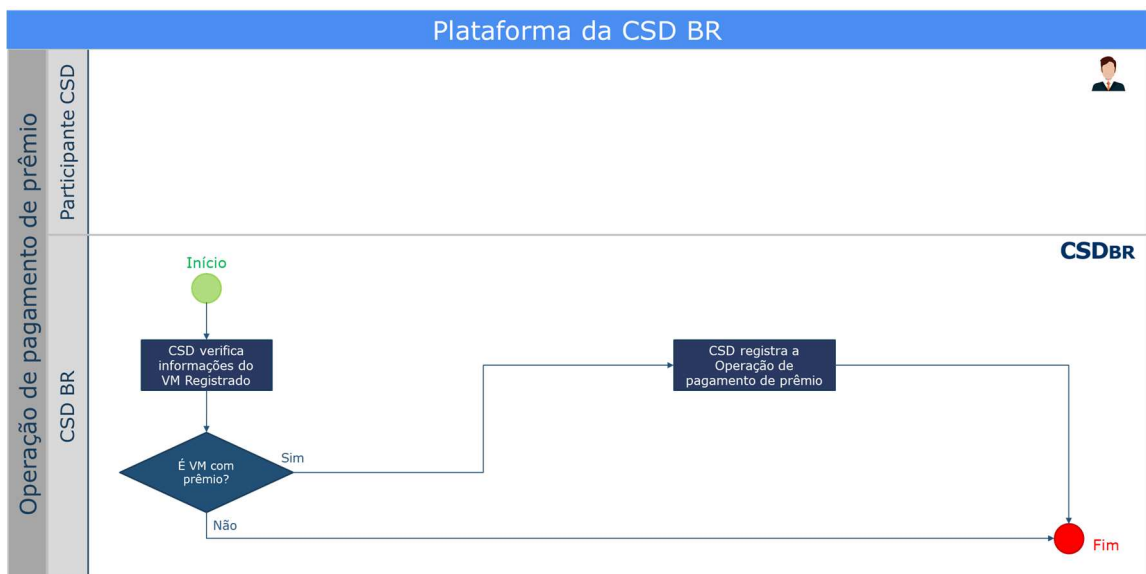 Plataforma da CSD BR
Operação de pagamento de prêmio
Participante CSD
CSD BR
CSDBR
Início
CSD verifica
informações do
VM Registrado
CSD registra a
Operação de
pagamento de prêmio
É VM com
prêmio?
Sim
Não
Fim